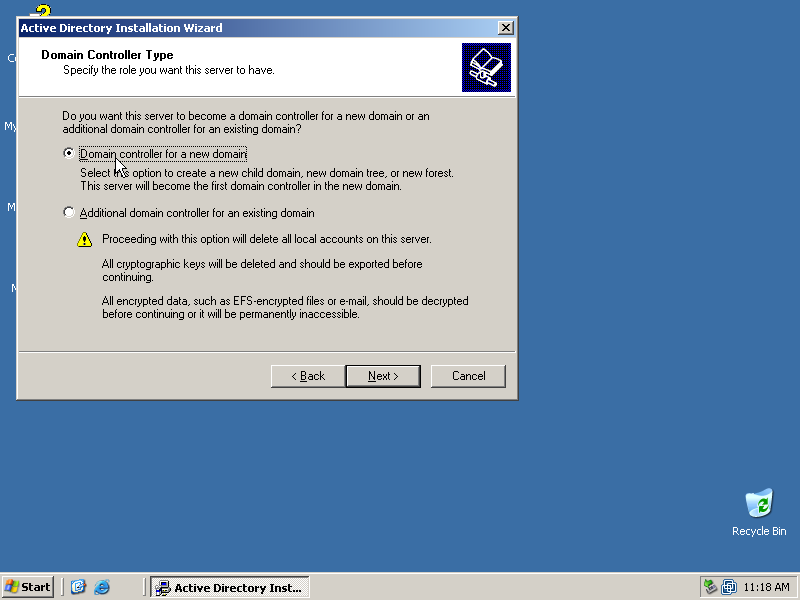 Active Directory Installation Wizard
Domain Controller Type
Specify the role you want this server to have.
Do you want this server to become a domain controller for a new domain or an
additional domain controller for an existing domain?
Domain controller for a new domain
Select this option to create a new child domain, new domain tree, or new forest.
This server will become the first domain controller in the new domain.
Additional domain controller for an existing domain
Proceeding with this option will delete all local accounts on this server.
All cryptographic keys will be deleted and should be exported before
continuing.
All encrypted data, such as EFS-encrypted files or e-mail, should be decrypted
before continuing or it will be permanently inaccessible.
< Back
Next >
Cancel
Recycle Bin
Start
Active Directory Inst...
11:18 AM